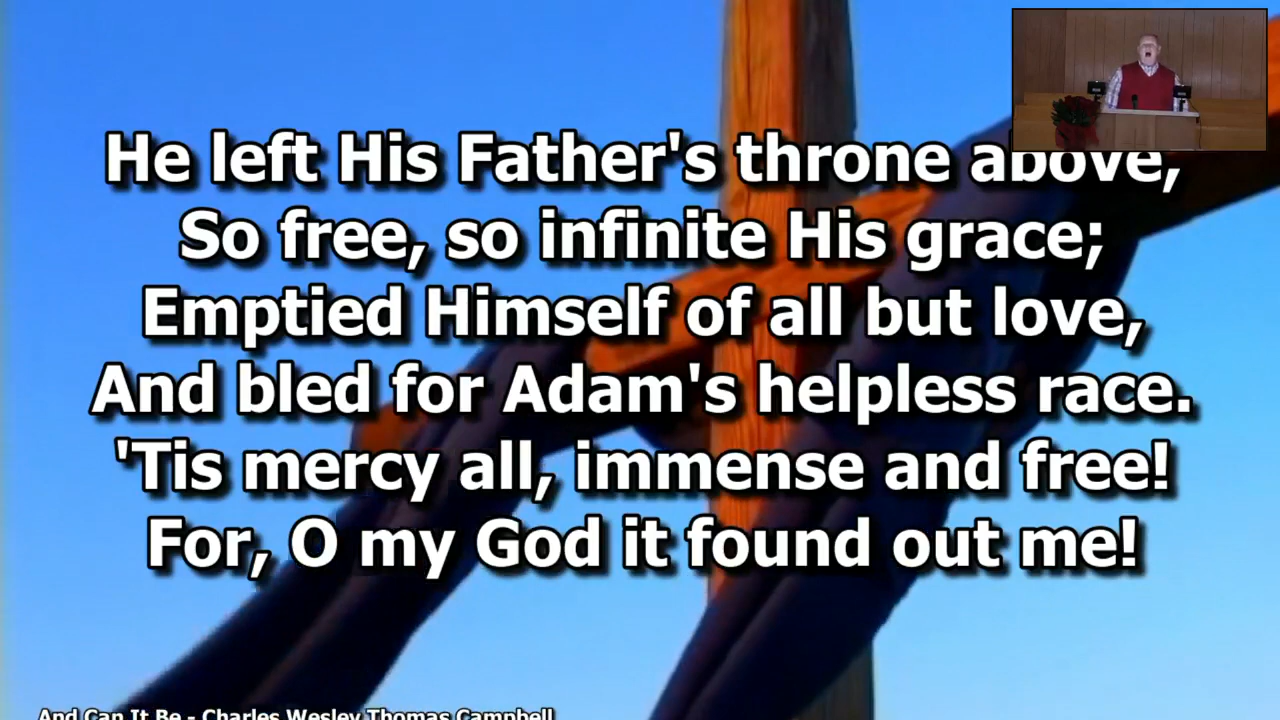 He left His Father's throne above,
So free, so infinite His grace;
Emptied Himself of all but love,
And bled for Adam's helpless race.
'Tis mercy all, immense and free!
For, O my God it found out me!
And Can It Be - Charles Wesley Thomas Campbell